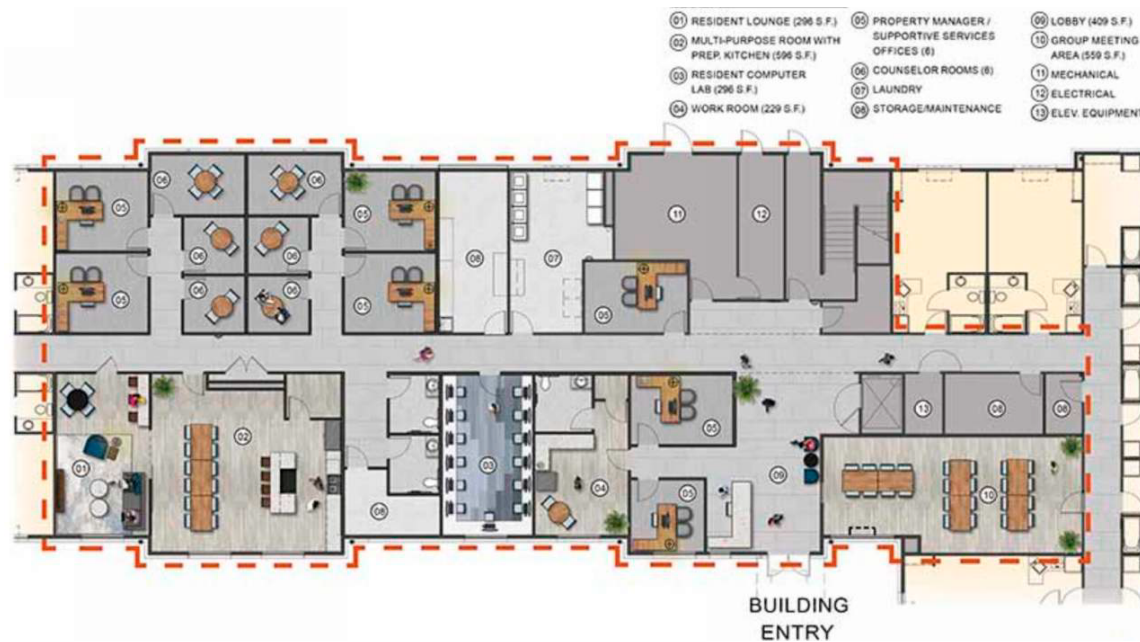 01 RESIDENT LOUNGE (296 S.F.)
02 MULTI-PURPOSE ROOM WITH
PREP. KITCHEN (596 S.F.)
03 RESIDENT COMPUTER
LAB (296 S.F.)
04 WORK ROOM (229 S.F.)
05 PROPERTY MANAGER /
SUPPORTIVE SERVICES
OFFICES (6)
06 COUNSELOR ROOMS (6)
07 LAUNDRY
08 STORAGE/MAINTENANCE
09 LOBBY (409 S.F.)
10 GROUP MEETING
AREA (559 S.F.)
11 MECHANICAL
12 ELECTRICAL
13 ELEV. EQUIPMENT
06 06
05 05
11 12
06 06
08 07
05 06 06 05
05
13 08 08
02 05
01 03 09
04 05 10
08
BUILDING
ENTRY